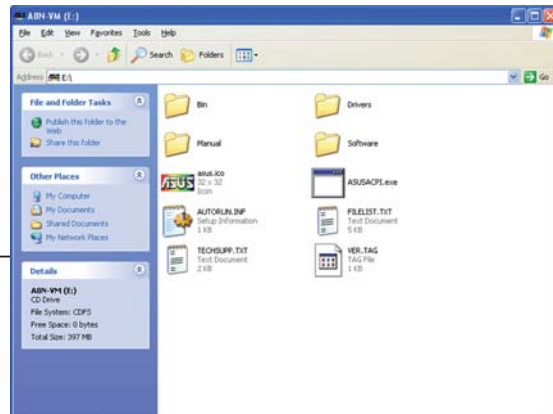 A8N-VM (E:)
File Edit View Favorites Tools Help
Back Search Folders
Address E:\ Go
File and Folder Tasks
Publish this folder to the
Web
Share this folder
Other Places
My Computer
My Documents
Shared Documents
My Network Places
Details
A8N-VM (E:)
CD Drive
File System: CDFS
Free Space: 0 bytes
Total Size: 397 MB
Bin
Drivers
Manual
Software
ASUS
asus.ico
32 x 32
Icon
ASUSACPI.exe
AUTORUN.INF
Setup Information
1 KB
FILELIST.TXT
Text Document
5 KB
TECHSUPP.TXT
Text Document
2 KB
VER.TAG
TAG File
1 KB